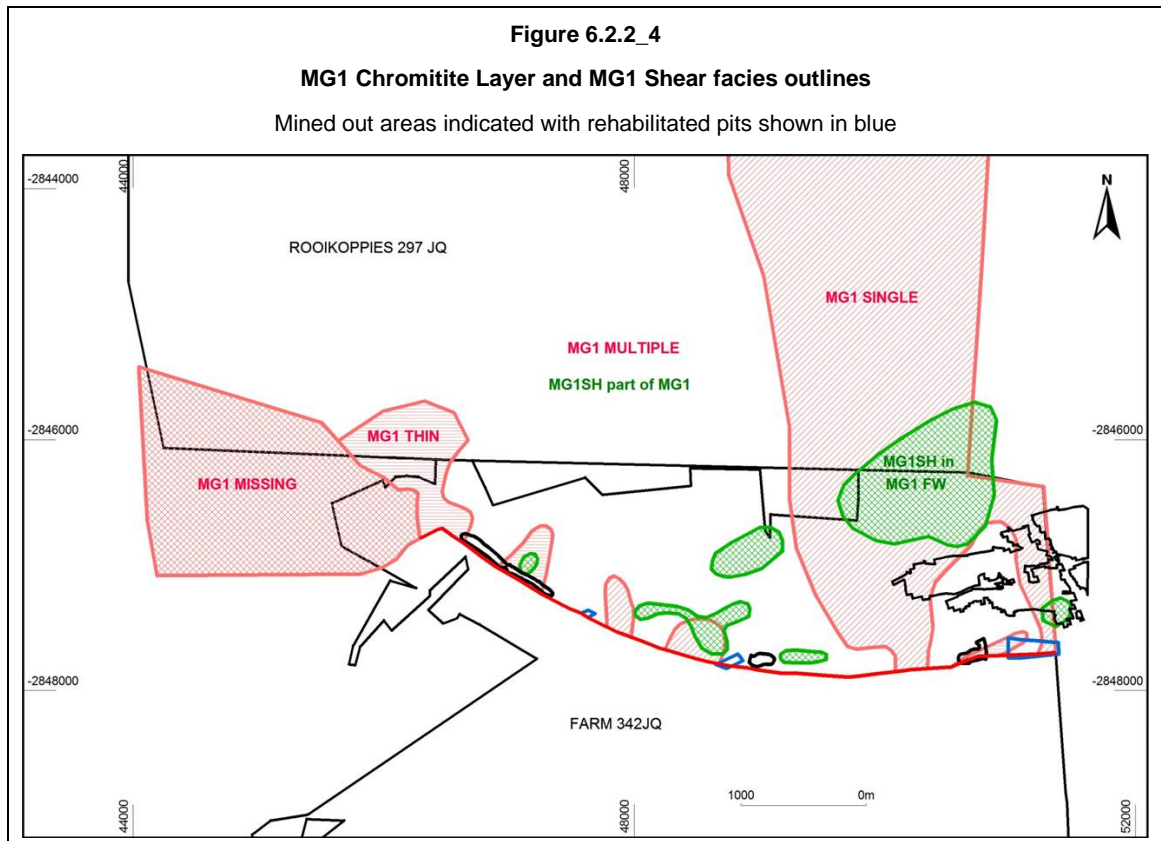 Figure 6.2.2_4
MG1 Chromitite Layer and MG1 Shear facies outlines
Mined out areas indicated with rehabilitated pits shown in blue
44000
48000
-2844000
-2844000
N
ROOIKOPPIES 297 JQ
MG1 SINGLE
MG1 MULTIPLE
MG1SH part of MG1
-2846000
-2846000
MG1 THIN
MG1SH in
MG1 FW
MG1 MISSING
-2848000
-2848000
FARM 342JQ
1000
0m
44000
48000
52000